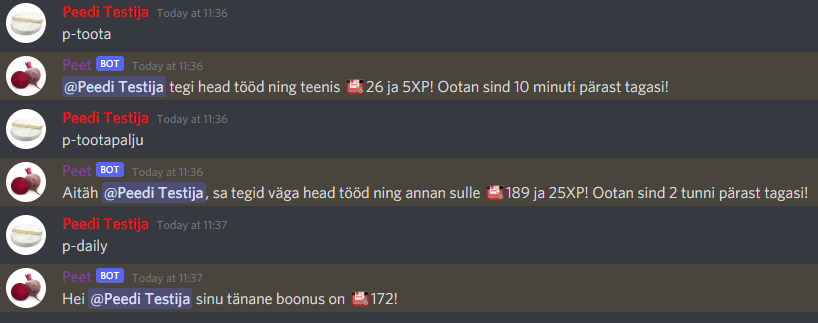 Peedi Testija Today at 11:36
p-toota
Peet BOT Today at 11:36
@Peedi Testija tegi head tööd ning teenis 26 ja 5XP! Ootan sind 10 minuti pärast tagasi!
Peedi Testija Today at 11:36
p-tootapalju
Peet BOT Today at 11:36
Aitäh @Peedi Testija, sa tegid väga head tööd ning annan sulle 189 ja 25XP! Ootan sind 2 tunni pärast tagasi!
Peedi Testija Today at 11:37
p-daily
Peet BOT Today at 11:37
Hei @Peedi Testija sinu tänane boonus on 172!